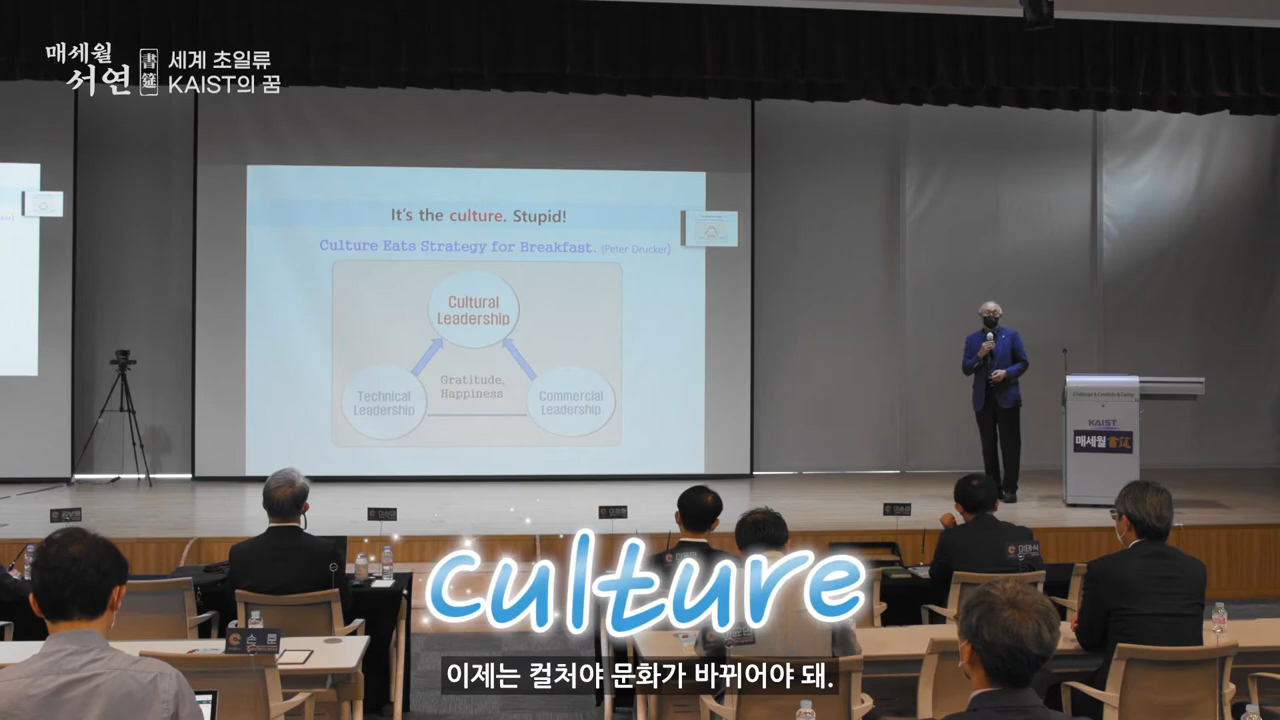 매세월
서연
書筵
세계 초일류
KAIST의 꿈
It's the culture. Stupid!
Culture Eats Strategy for Breakfast. (Peter Drucker)
Cultural
Leadership
Gratitude,
Happiness
Technical
Leadership
Commercial
Leadership
KAIST
매세월 書筵
culture
이제는 컬처야 문화가 바뀌어야 돼.